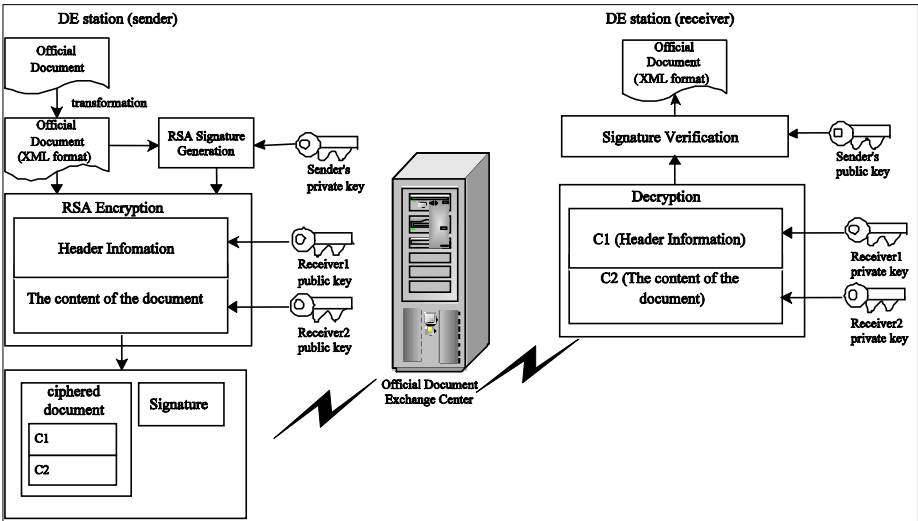 DE station (sender)
Official
Document
transformation
Official
Document
(XML format)
RSA Signature
Generation
Sender's
private key
RSA Encryption
Header Infomation
The content of the document
Receiver1
public key
Receiver2
public key
ciphered
document
C1
C2
Signature
Official Document
Exchange Center
DE station (receiver)
Official
Document
(XML format)
Signature Verification
Sender's
public key
Decryption
C1 (Header Information)
C2 (The content of the
document)
Receiver1
private key
Receiver2
private key